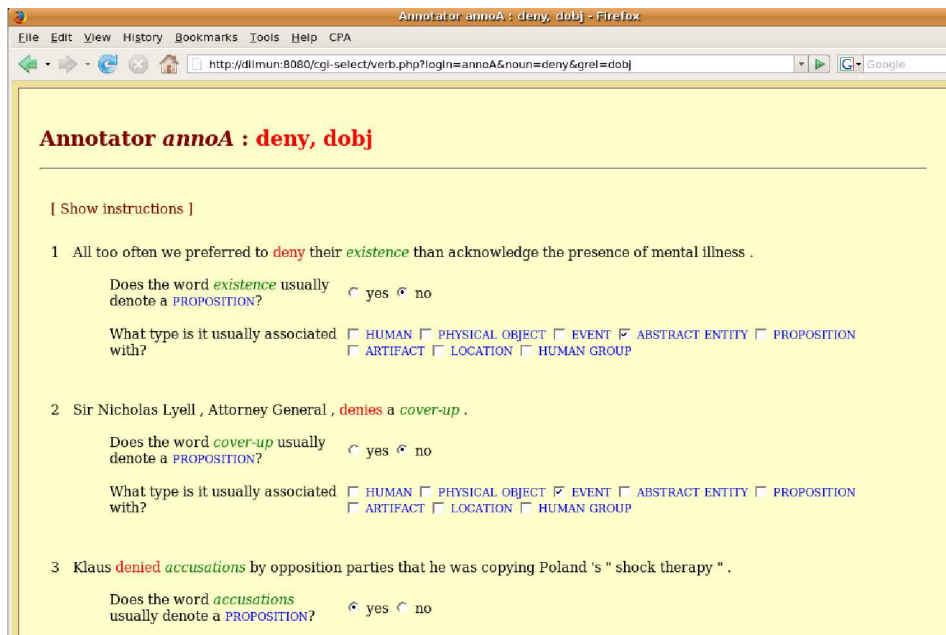 Annotator annoA : deny, dobj - Firefox
File Edit View History Bookmarks Tools Help CPA
http://dilmun:8080/cgi-select/verb.php?login=annoA&noun=deny&grel=dobj G Google
Annotator annoA : deny, dobj
[ Show instructions ]
1 All too often we preferred to deny their existence than acknowledge the presence of mental illness .
Does the word existence usually
denote a PROPOSITION?
yes no
What type is it usually associated
with?
HUMAN PHYSICAL OBJECT EVENT ABSTRACT ENTITY PROPOSITION
ARTIFACT LOCATION HUMAN GROUP
2 Sir Nicholas Lyell , Attorney General , denies a cover-up .
Does the word cover-up usually
denote a PROPOSITION?
yes no
What type is it usually associated
with?
HUMAN PHYSICAL OBJECT EVENT ABSTRACT ENTITY PROPOSITION
ARTIFACT LOCATION HUMAN GROUP
3 Klaus denied accusations by opposition parties that he was copying Poland 's " shock therapy " .
Does the word accusations
usually denote a PROPOSITION?
yes no